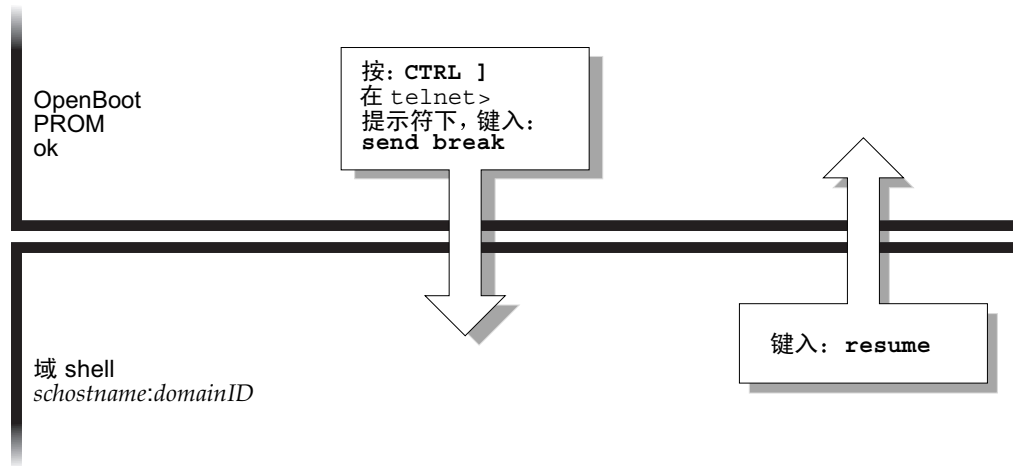 OpenBoot
PROM
ok
按: CTRL ]
在 telnet>
提示符下，键入:
send break
键入: resume
域 shell
schostname:domainID